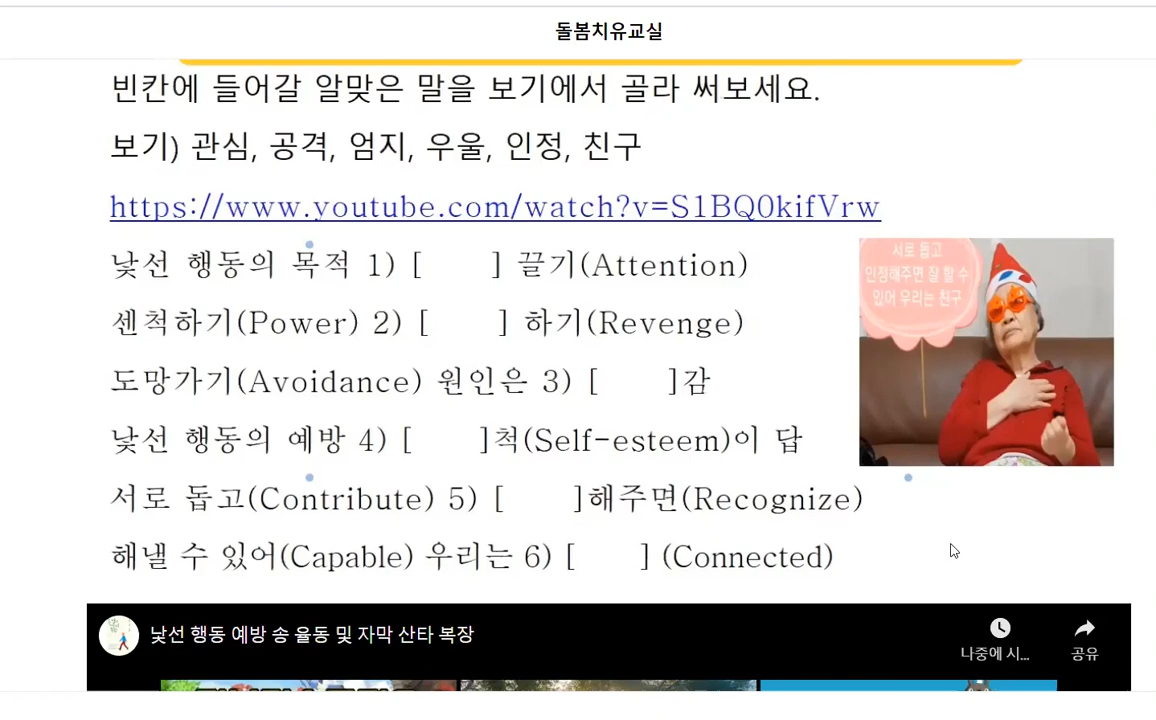 돌봄치유교실
빈칸에 들어갈 알맞은 말을 보기에서 골라 써보세요.
보기) 관심, 공격, 엄지, 우울, 인정, 친구
https://www.youtube.com/watch?v=S1BQ0kifVrw
낯선 행동의 목적 1) [ ] 끌기(Attention)
센척하기(Power) 2) [ ] 하기(Revenge)
도망가기(Avoidance) 원인은 3) [ ]감
낯선 행동의 예방 4) [ ]척(Self-esteem)이 답
서로 돕고(Contribute) 5) [ ]해주면(Recognize)
해낼 수 있어(Capable) 우리는 6) [ ] (Connected)
서로 돕고
인정해주면 잘 할 수
있어 우리는 친구
낯선 행동 예방 송 율동 및 자막 산타 복장
나중에 시...
공유